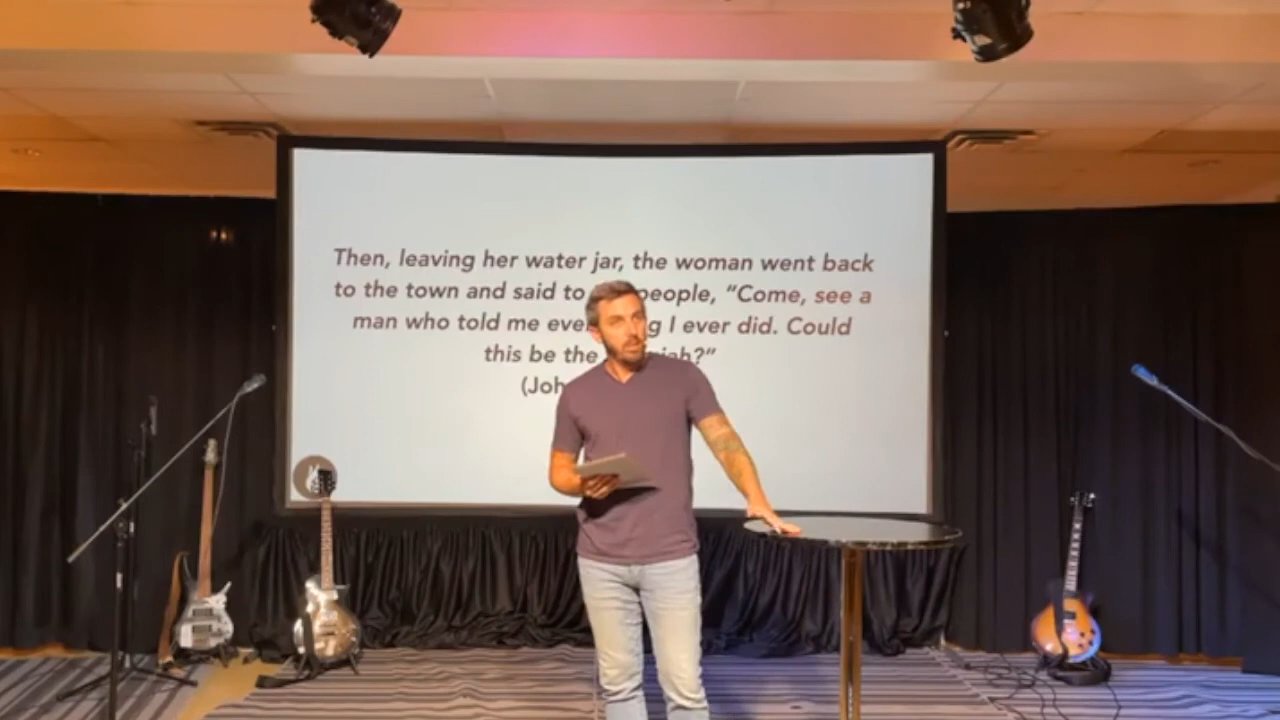 Then, leaving her water jar, the woman went back
to the town and said to people, “Come, see a
man who told me I ever did. Could
this be the